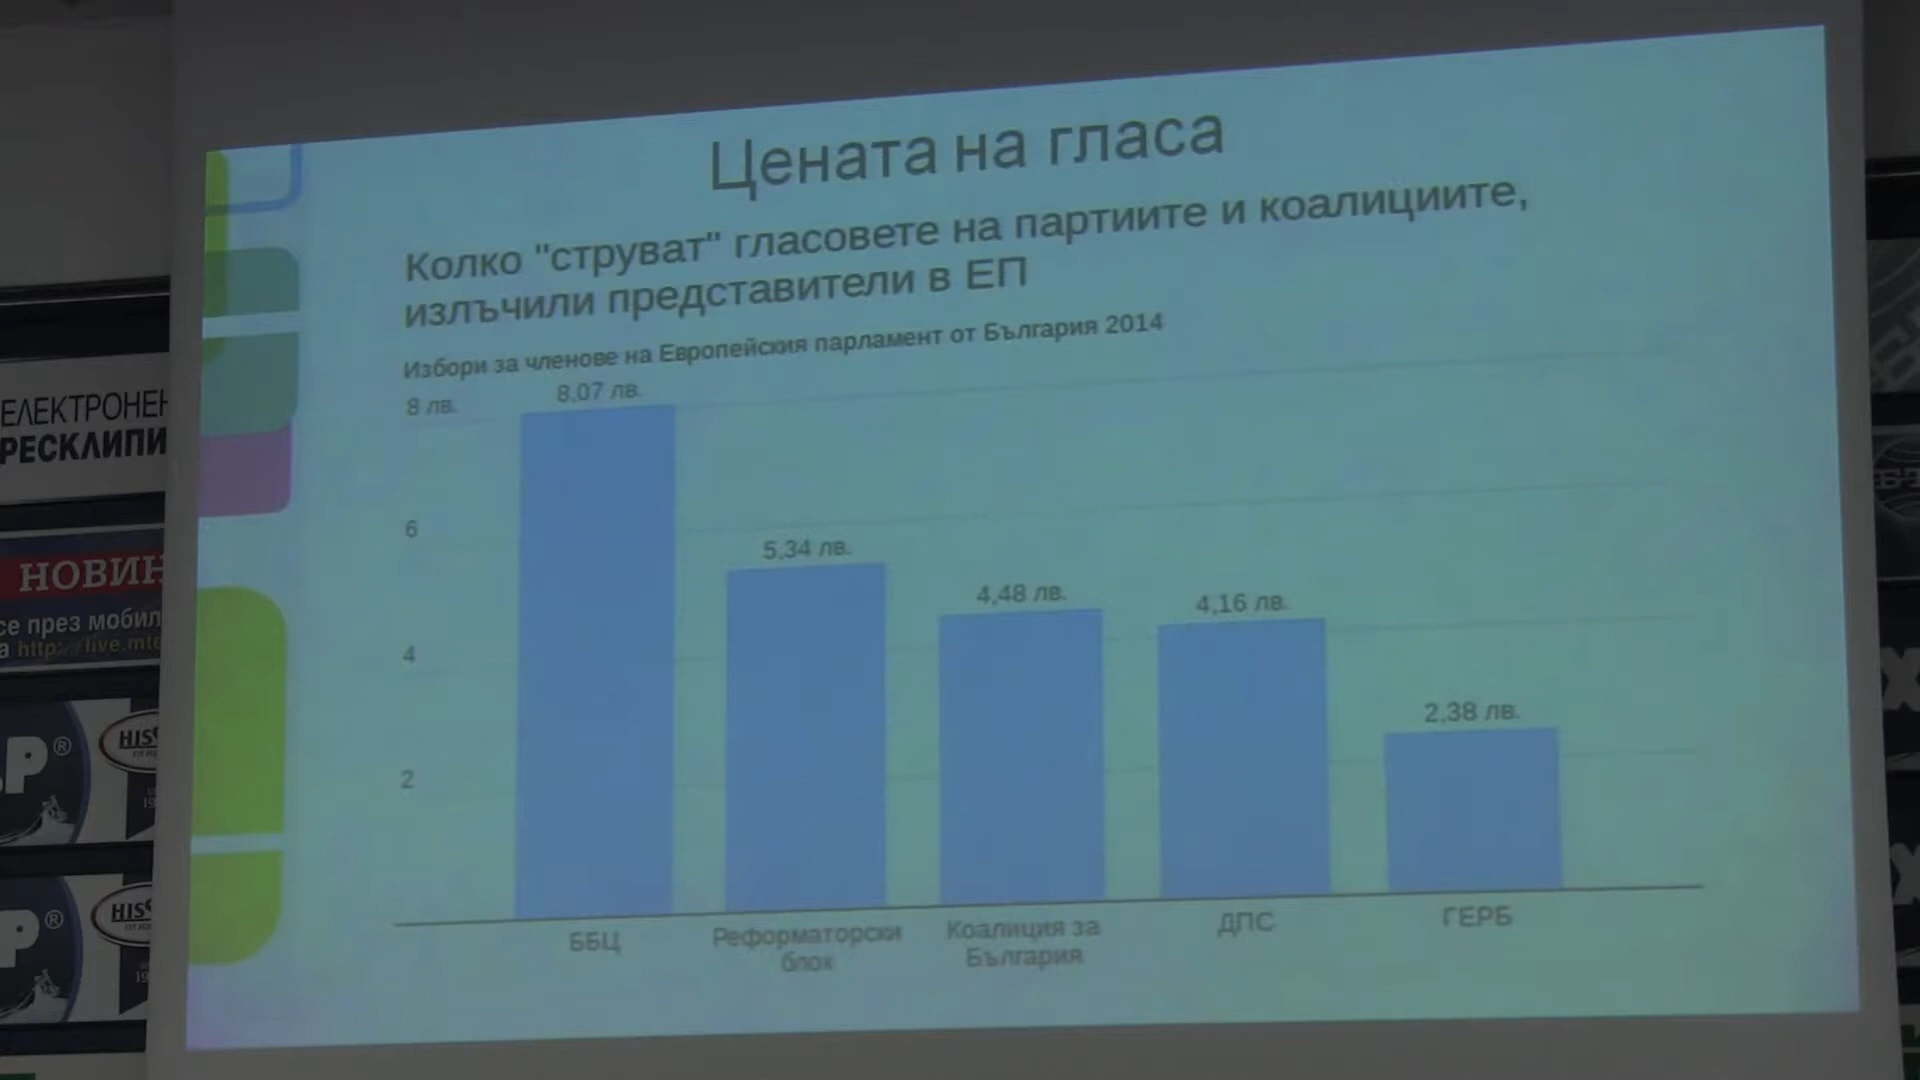 Цената на гласа
Колко "струват" гласовете на партиите и коалициите,
излъчили представители в ЕП
Избори за членове на Европейския парламент от България 2014
8 лв.
8,07 лв.
6
5,34 лв.
4,48 лв.
4,16 лв.
4
2,38 лв.
2
ББЦ
Реформаторски
блок
Коалиция за
България
ДПС
ГЕРБ
ЕЛЕКТРОНЕН
РЕСКЛИПИ
НОВИН
се през мобил
а http://live.mt
Р®
HIS
Р®
HIS